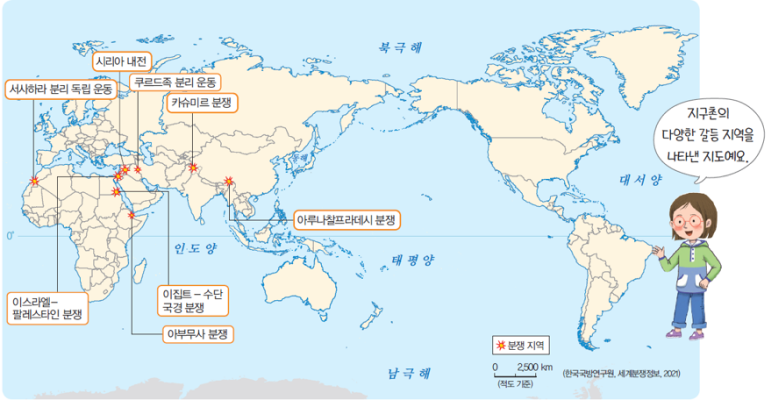 북극해
시리아 내전
서사하라 분리 독립 운동
쿠르드족 분리 운동
카슈미르 분쟁
지구촌의
다양한 갈등 지역을
나타낸 지도예요.
동해
대서양
아루나찰프라데시 분쟁
0°
인도양
태평양
이스라엘-
팔레스타인 분쟁
이집트 - 수단
국경 분쟁
아부무사 분쟁
분쟁 지역
0 2,500 km
(적도 기준)
(한국국방연구원, 세계분쟁정보, 2021)
남극해